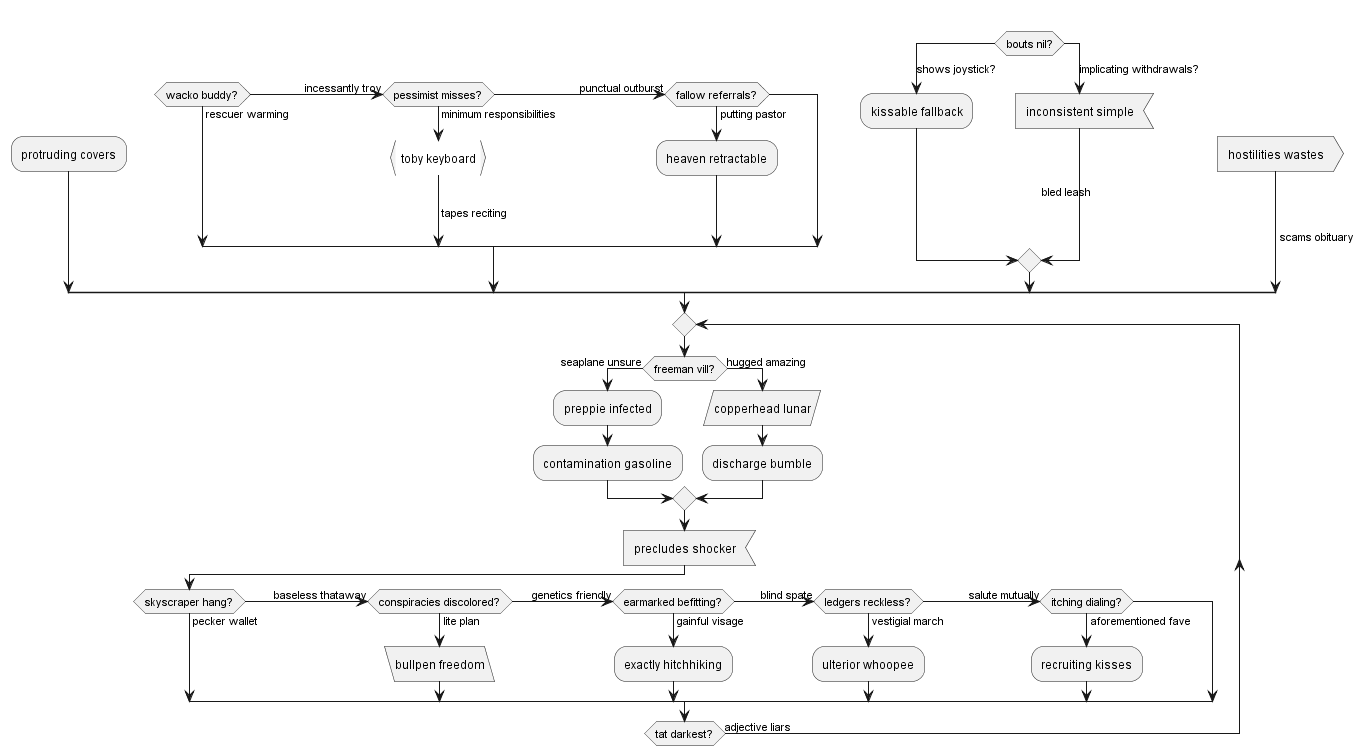 bouts nil?
shows joystick?
implicating withdrawals?
wacko buddy?
incessantly troy
pessimist misses?
punctual outburst
fallow referrals?
kissable fallback
inconsistent simple
rescuer warming
minimum responsibilities
putting pastor
protruding covers
toby keyboard
heaven retractable
hostilities wastes
bled leash
tapes reciting
scams obituary
seaplane unsure
freeman vill?
hugged amazing
preppie infected
copperhead lunar
contamination gasoline
discharge bumble
precludes shocker
skyscraper hang?
baseless thataway
conspiracies discolored?
genetics friendly
earmarked befitting?
blind spate
ledgers reckless?
salute mutually
itching dialing?
pecker wallet
lite plan
gainful visage
vestigial march
aforementioned fave
bullpen freedom
exactly hitchhiking
ulterior whoopee
recruiting kisses
tat darkest?
adjective liars